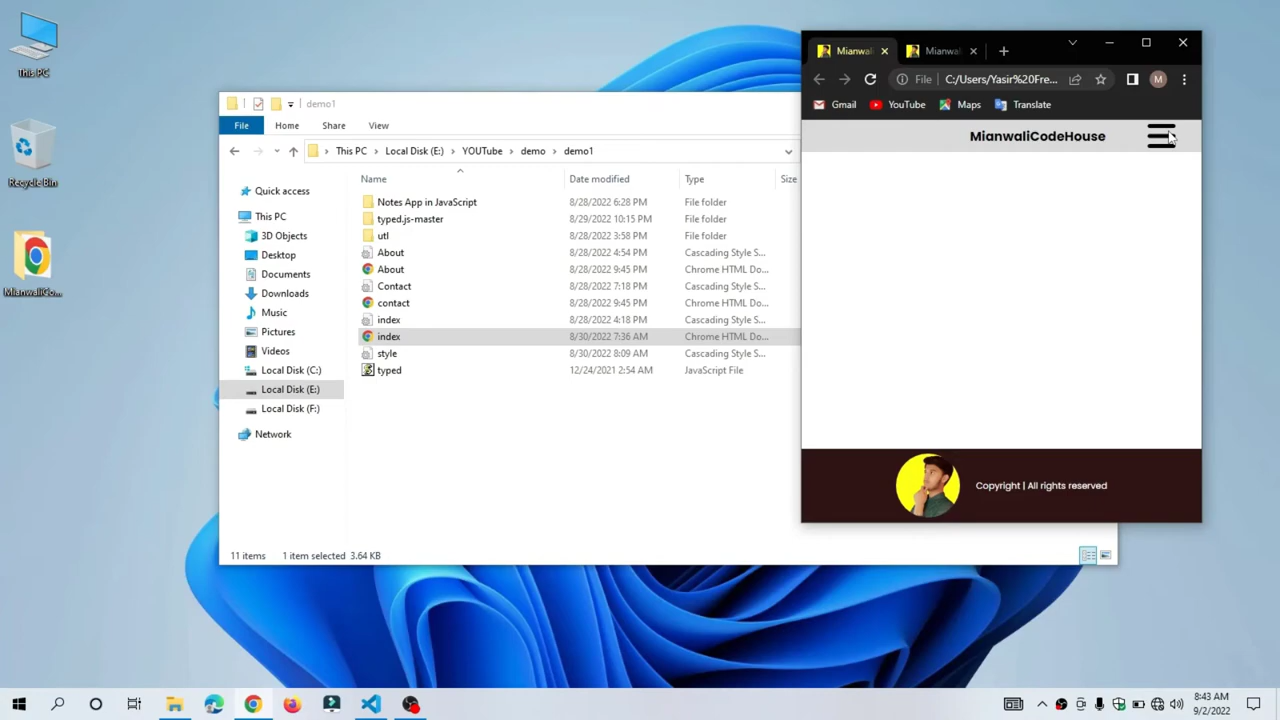 This PC
Recycle Bin
MianwaliCo...
demo1
File
Home
Share
View
This PC
Local Disk (E:)
YOUTube
demo
demo1
Quick access
This PC
3D Objects
Desktop
Documents
Downloads
Music
Pictures
Videos
Local Disk (C:)
Local Disk (E:)
Local Disk (F:)
Network
Name
Date modified
Type
Size
Notes App in JavaScript
8/28/2022 6:28 PM
File folder
typed.js-master
8/29/2022 10:15 PM
File folder
utl
8/28/2022 3:58 PM
File folder
About
8/28/2022 4:54 PM
Cascading Style S...
About
8/28/2022 9:45 PM
Chrome HTML Do...
Contact
8/28/2022 7:18 PM
Cascading Style S...
contact
8/28/2022 9:45 PM
Chrome HTML Do...
index
8/28/2022 4:18 PM
Cascading Style S...
index
8/30/2022 7:36 AM
Chrome HTML Do...
style
8/30/2022 8:09 AM
Cascading Style S...
typed
12/24/2021 2:54 AM
JavaScript File
11 items
1 item selected 3.64 KB
Mianwali
Mianwali
File
C:/Users/Yasir%20Fre...
M
Gmail
YouTube
Maps
Translate
MianwaliCodeHouse
Copyright | All rights reserved
8:43 AM
9/2/2022